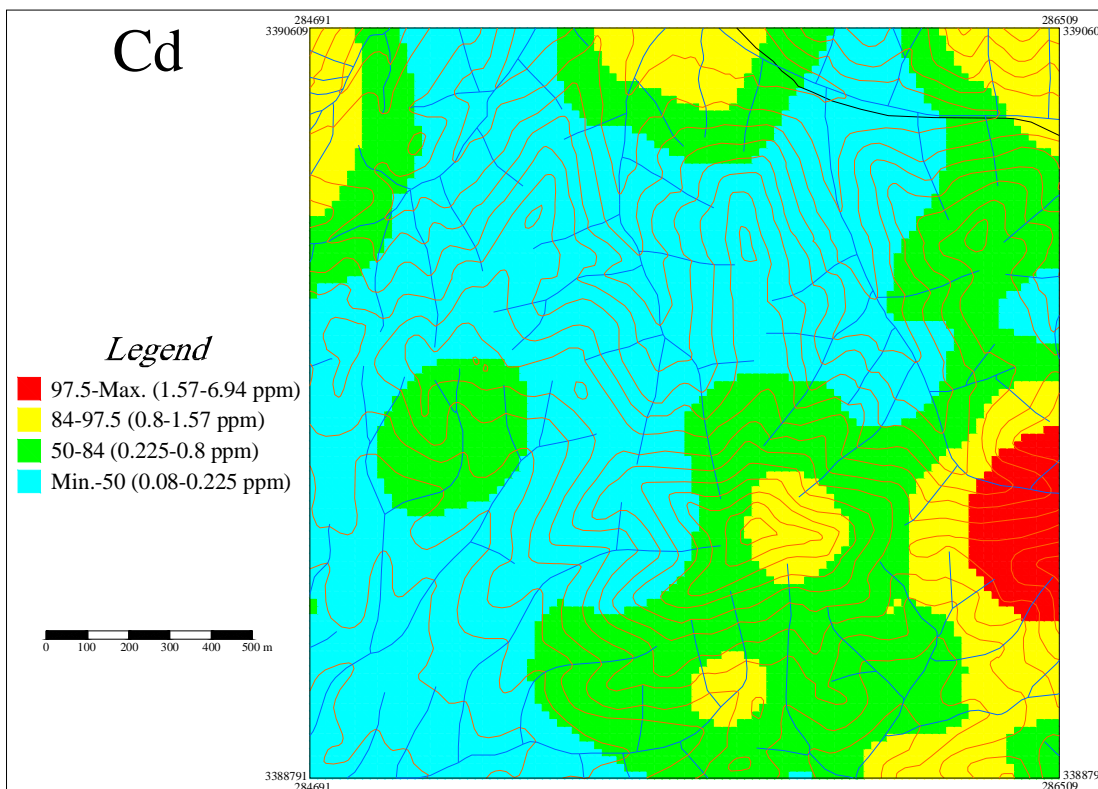 Cd
284691
286509
3390609
339060
Legend
97.5-Max. (1.57-6.94 ppm)
84-97.5 (0.8-1.57 ppm)
50-84 (0.225-0.8 ppm)
Min.-50 (0.08-0.225 ppm)
0 100 200 300 400 500 m
3388791
338879
284691
286509